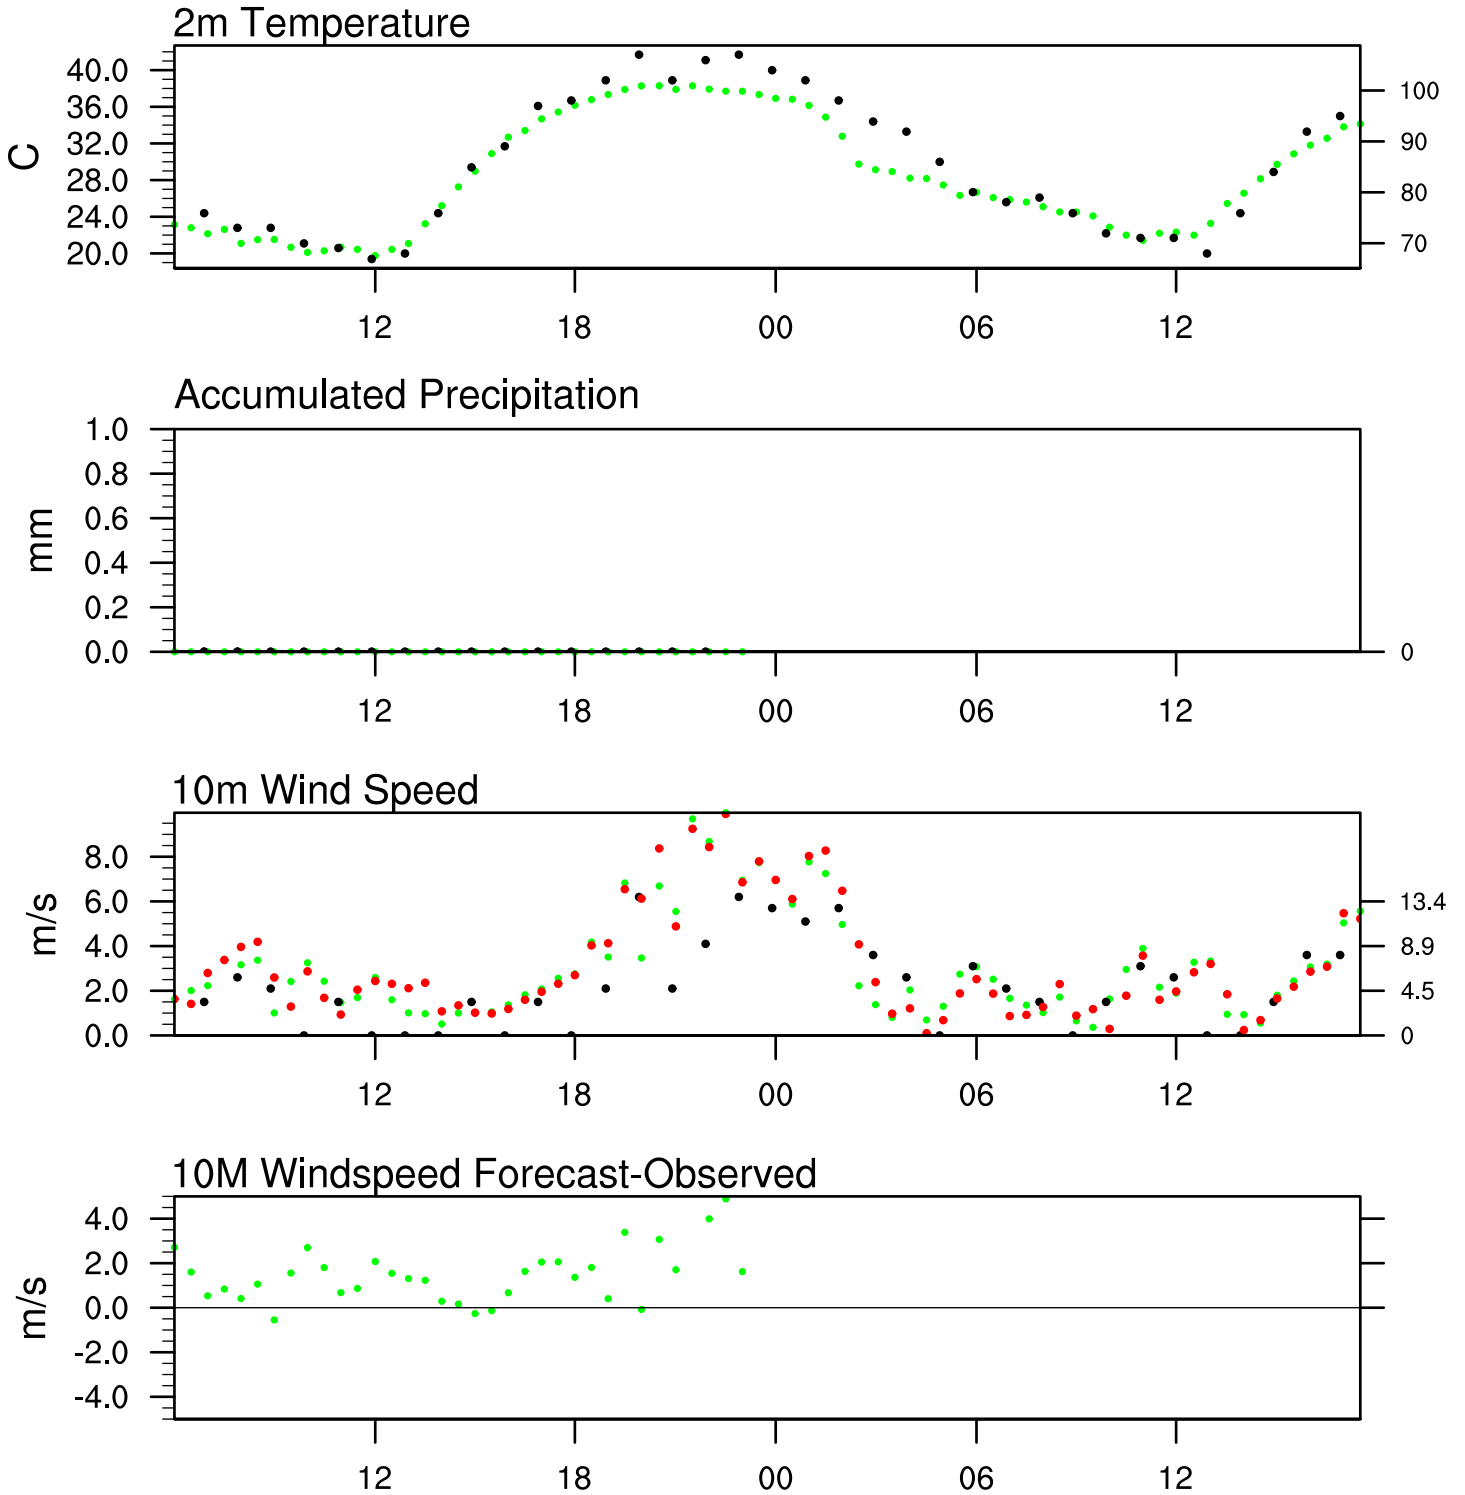 2m Temperature
40.0
36.0
32.0
28.0
24.0
20.0
C
100
90
80
70
12 18 00 06 12
Accumulated Precipitation
1.0
0.8
0.6
0.4
0.2
0.0
mm
0
12 18 00 06 12
10m Wind Speed
8.0
6.0
4.0
2.0
0.0
m/s
13.4
8.9
4.5
0
12 18 00 06 12
10M Windspeed Forecast-Observed
4.0
2.0
0.0
-2.0
-4.0
m/s
12 18 00 06 12